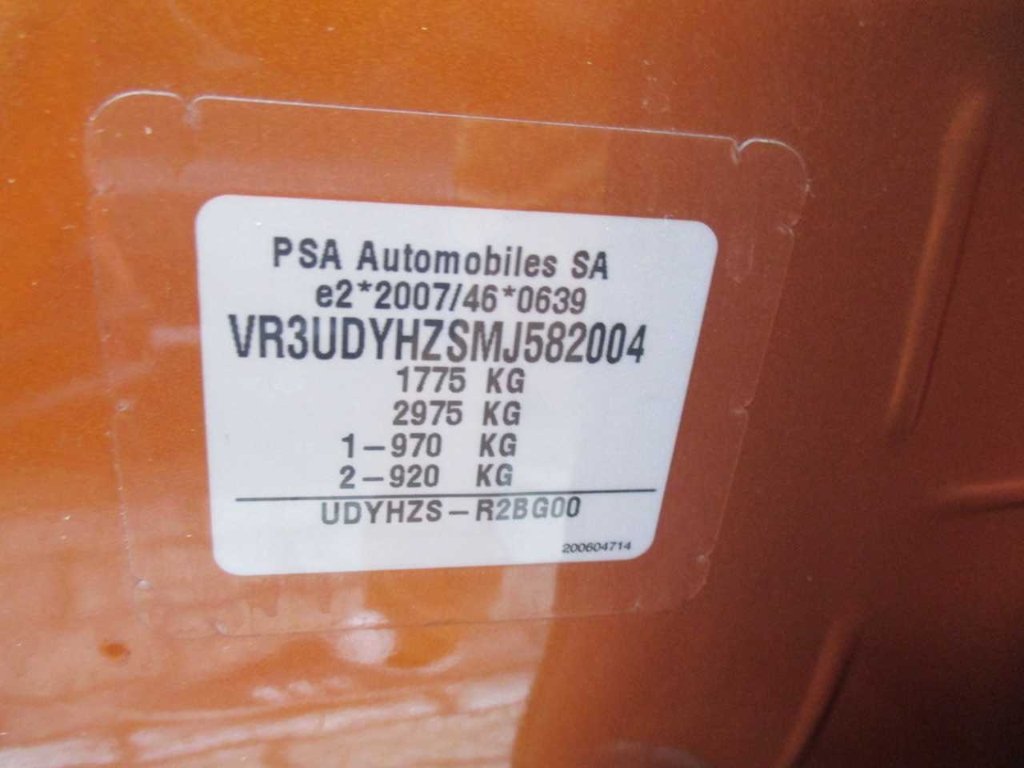 PSA Automobiles SA
e2*2007/46*0639
VR3UDYHZSMJ582004
1775 KG
2975 KG
1-970 KG
2-920 KG
UDYHZS-R2BG00
200604714